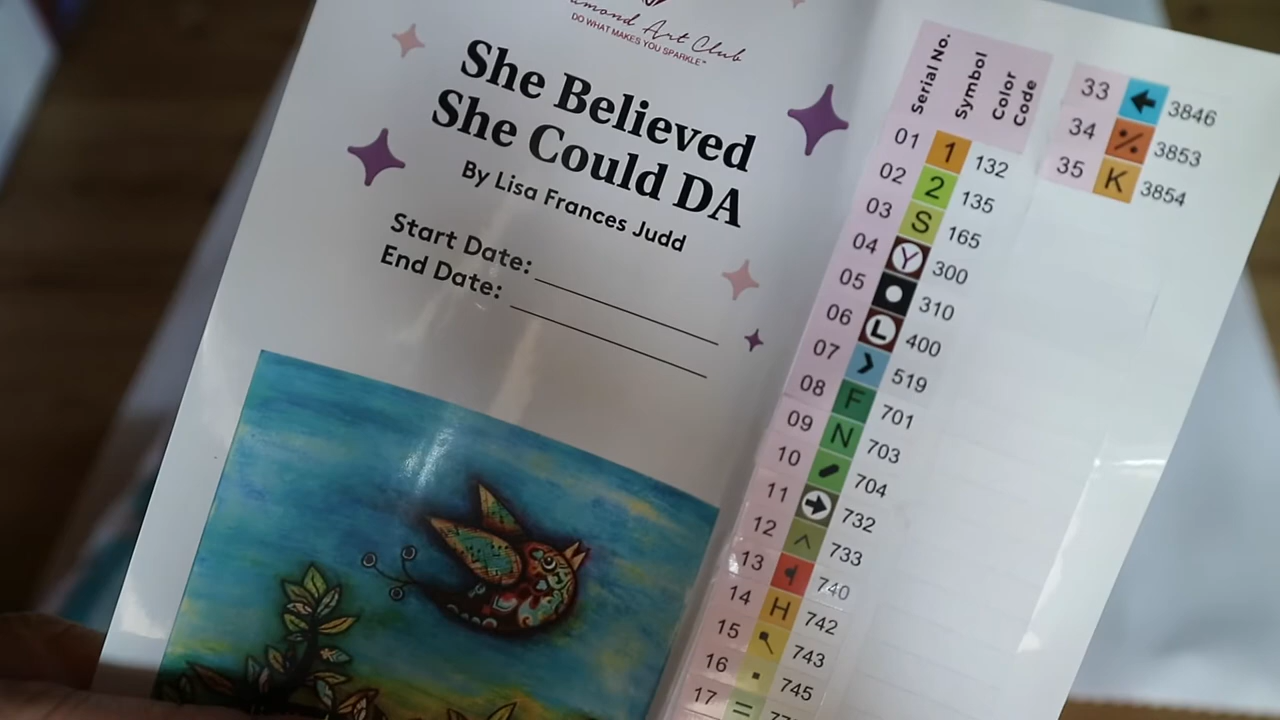 Art Club
DO WHAT MAKES YOU SPARKLE™
She Believed
She Could DA
By Lisa Frances Judd
Start Date:
End Date:
Serial No. Symbol Color Code
01 1 132
02 2 135
03 S 165
04 Y 300
05 310
06 L 400
07 519
08 F 701
09 N 703
10 704
11 732
12 733
13 740
14 H 742
15 743
16 745
17 =
33 3846
34 % 3853
35 K 3854